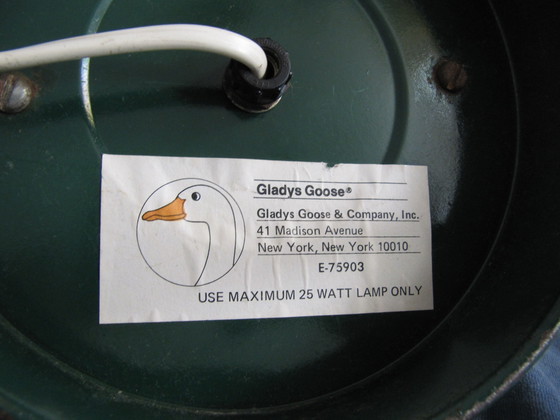 Gladys Goose®
Gladys Goose & Company, Inc.
41 Madison Avenue
New York, New York 10010
E-75903
USE MAXIMUM 25 WATT LAMP ONLY